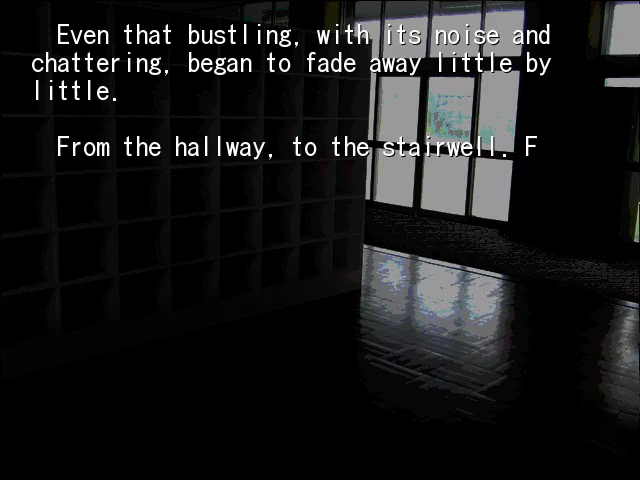 Even that bustling, with its noise and
chattering, began to fade away little by
little.
From the hallway, to the stairwell. F